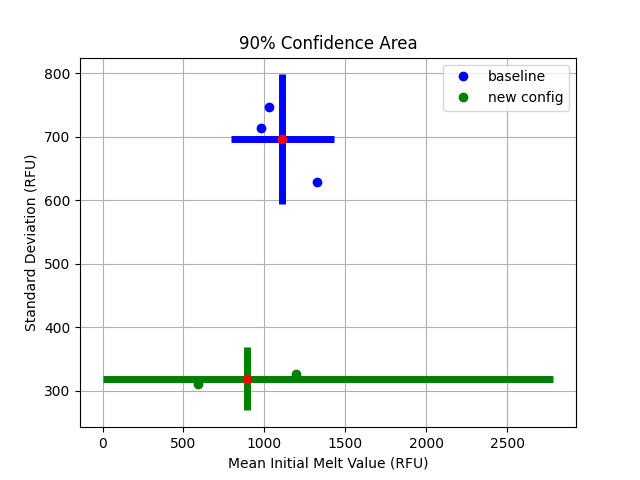 90% Confidence Area
baseline
new config
Standard Deviation (RFU)
800
700
600
500
400
300
0
500
1000
1500
2000
2500
Mean Initial Melt Value (RFU)